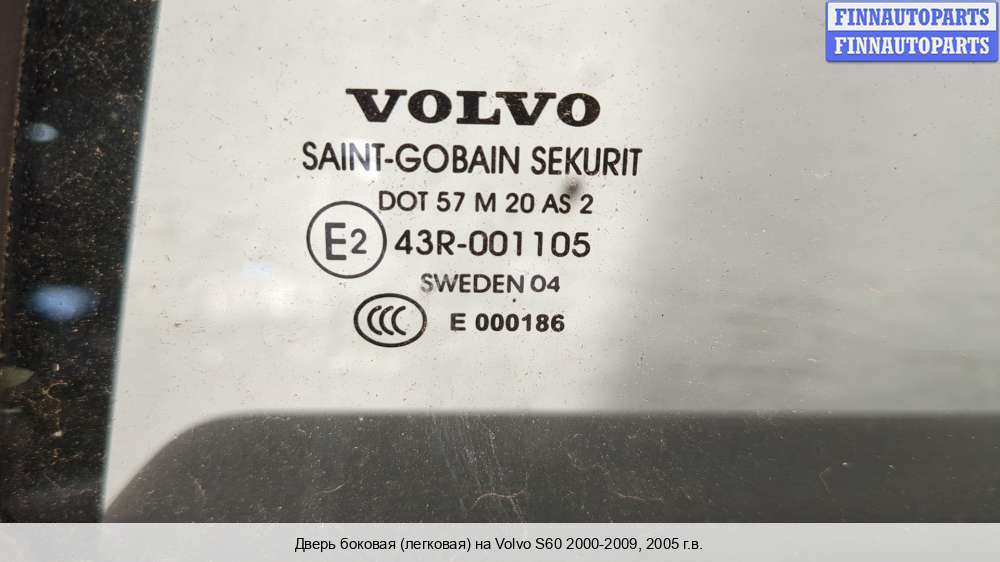 FINNAUTOPARTS
FINNAUTOPARTS
VOLVO
SAINT-GOBAIN SEKURIT
DOT 57 M 20 AS 2
E2 43R-001105
SWEDEN 04
CCC E 000186
Дверь боковая (легковая) на Volvo S60 2000-2009, 2005 г.в.